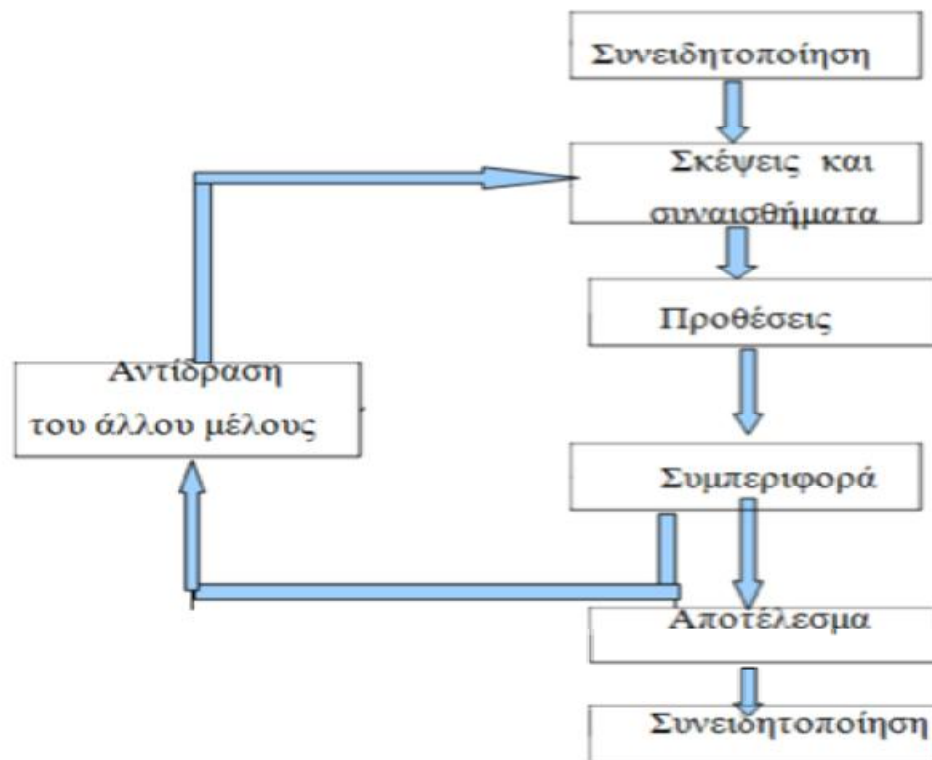 Συνειδητοποίηση
Σκέψεις και
συναισθήματα
Προθέσεις
Αντίδραση
του άλλου μέλους
Συμπεριφορά
Αποτέλεσμα
Συνειδητοποίηση